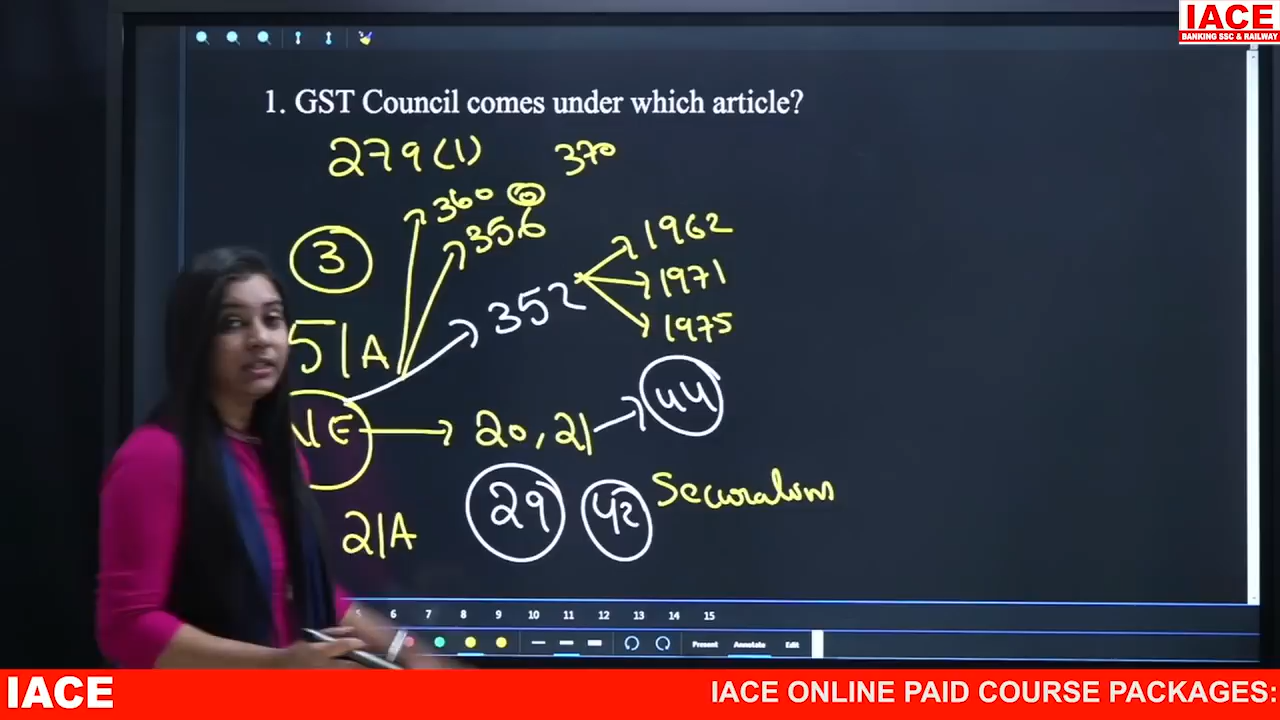 IACE
BANKING SSC & RAILWAY
1. GST Council comes under which article?
279(1) 370
360
356
3
1962
352 1971
1975
51A
44
NE 20, 21
29 42 Securalism
21A
6 7 8 9 10 11 12 13 14 15
Present Annotate Edit
IACE IACE ONLINE PAID COURSE PACKAGES: